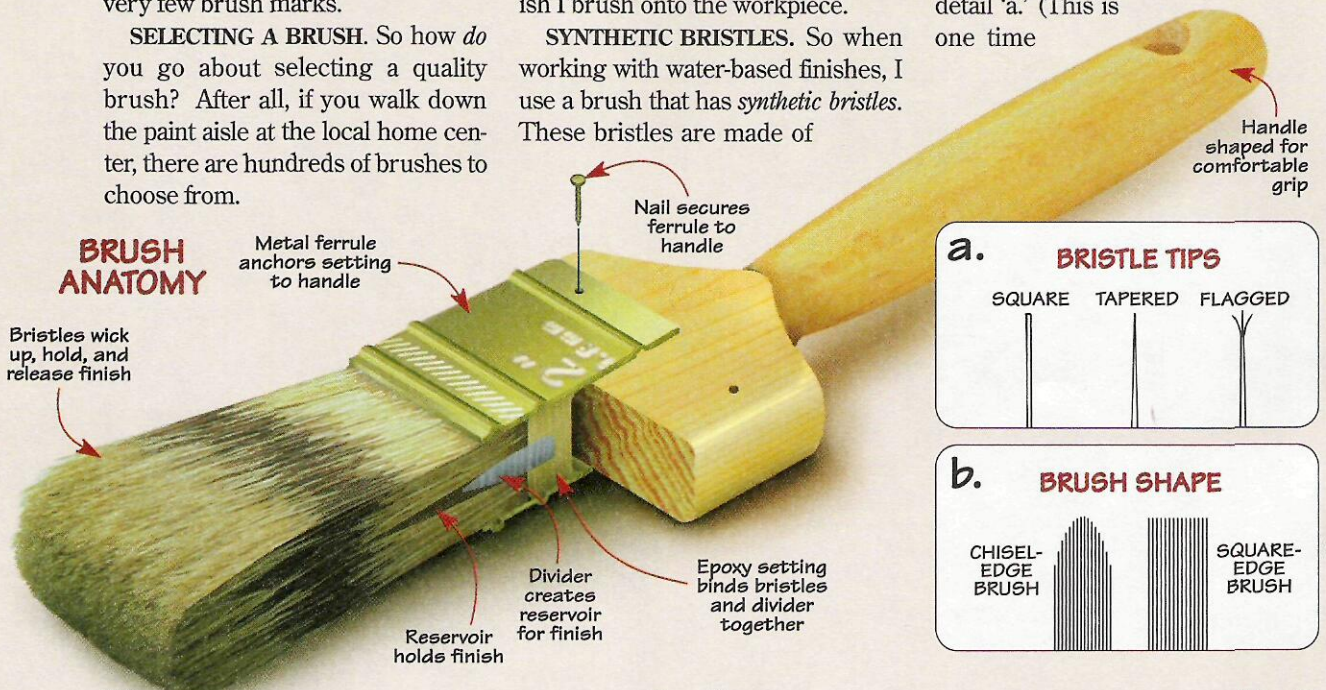 very few brush marks.
SELECTING A BRUSH. So how do
you go about selecting a quality
brush? After all, if you walk down
the paint aisle at the local home cen-
ter, there are hundreds of brushes to
choose from.
ish I brush onto the workpiece.
SYNTHETIC BRISTLES. So when
working with water-based finishes, I
use a brush that has synthetic bristles.
These bristles are made of
detail 'a.' (This is
one time
BRUSH
ANATOMY
Metal ferrule
anchors setting
to handle
Nail secures
ferrule to
handle
Handle
shaped for
comfortable
grip
Bristles wick
up, hold, and
release finish
2"
Reservoir
holds finish
Divider
creates
reservoir
for finish
Epoxy setting
binds bristles
and divider
together
a.
BRISTLE TIPS
SQUARE TAPERED FLAGGED
b.
BRUSH SHAPE
CHISEL-
EDGE
BRUSH
SQUARE-
EDGE
BRUSH